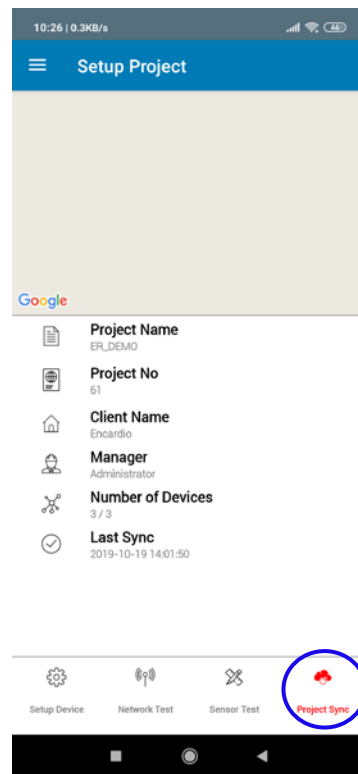 10:26 | 0.3KB/s 46
Setup Project
Google
Project Name
ER_DEMO
Project No
61
Client Name
Encardio
Manager
Administrator
Number of Devices
3 / 3
Last Sync
2019-10-19 14:01:50
Setup Device Network Test Sensor Test Project Sync